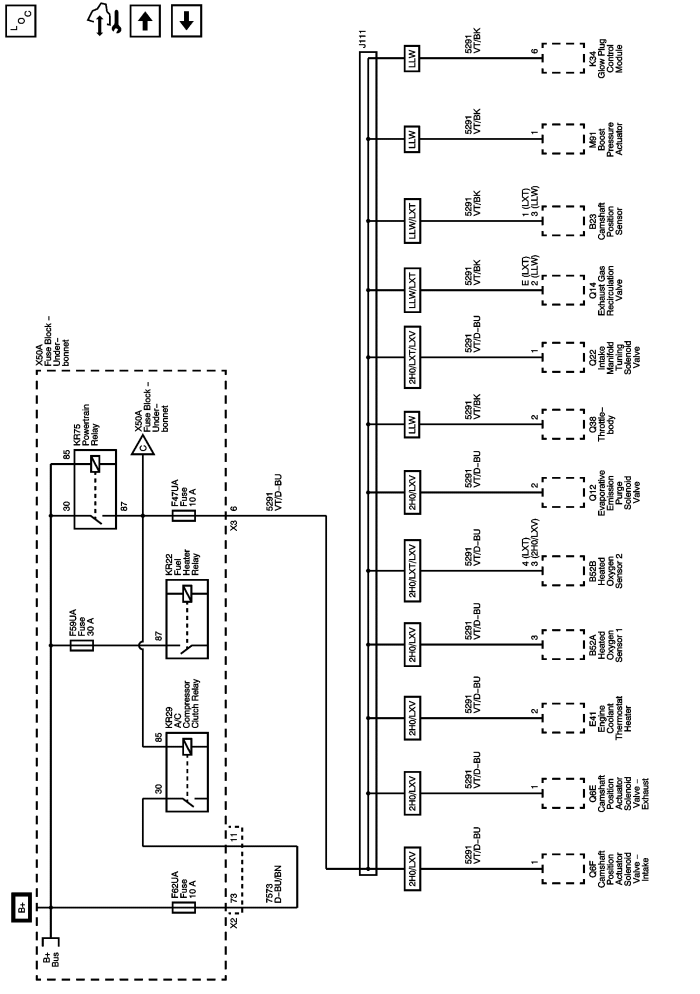 L O C
J111
LLW
5291
VT/BK
6
K34
Glow Plug
Control
Module
LLW
5291
VT/BK
1
M91
Boost
Pressure
Actuator
LLW/LXT
5291
VT/BK
1 (LXT)
3 (LLW)
B23
Camshaft
Position
Sensor
LLW/LXT
5291
VT/BK
E (LXT)
2 (LLW)
Q14
Exhaust Gas
Recirculation
Valve
2H0/LXT/LXV
5291
VT/D-BU
1
Q22
Intake
Manifold
Tuning
Solenoid
Valve
LLW
5291
VT/BK
2
Q38
Throttle-
body
2H0/LXV
5291
VT/D-BU
2
Q12
Evaporative
Emission
Purge
Solenoid
Valve
2H0/LXT/LXV
5291
VT/D-BU
4 (LXT)
3 (2H0/LXV)
B52B
Heated
Oxygen
Sensor 2
2H0/LXV
5291
VT/D-BU
3
B52A
Heated
Oxygen
Sensor 1
2H0/LXV
5291
VT/D-BU
2
E41
Engine
Coolant
Thermostat
Heater
2H0/LXV
5291
VT/D-BU
1
Q6E
Camshaft
Position
Actuator
Solenoid
Valve -
Exhaust
2H0/LXV
5291
VT/D-BU
1
Q6F
Camshaft
Position
Actuator
Solenoid
Valve -
Intake
X50A
Fuse Block -
Under-
bonnet
KR75
Powertrain
Relay
85
30
87
X50A
Fuse Block -
Under-
bonnet
C
F47UA
Fuse
10 A
6
X3
5291
VT/D-BU
F59UA
Fuse
30 A
KR22
Fuel
Heater
Relay
87
KR29
A/C
Compressor
Clutch Relay
85
30
11
F62UA
Fuse
10 A
73
X2
7573
D-BU/BN
B+
B+
Bus